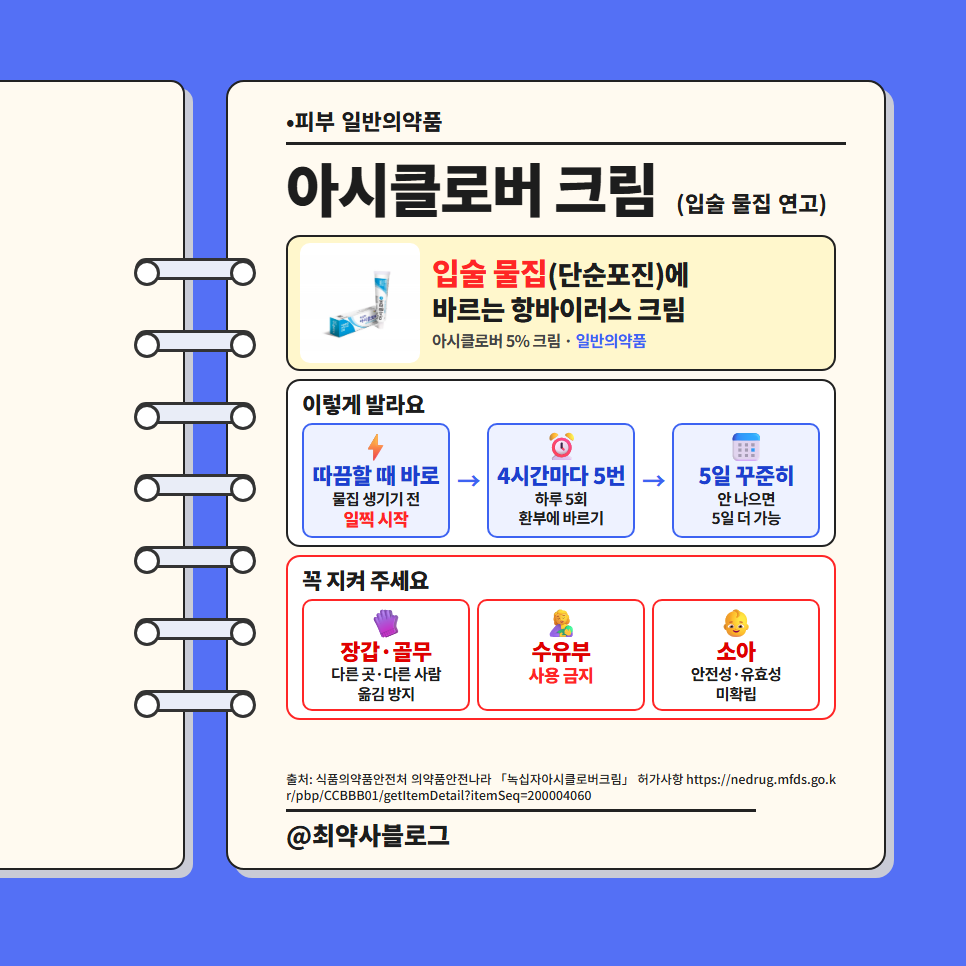 •피부 일반의약품
아시클로버 크림 (입술 물집 연고)
입술 물집(단순포진)에
바르는 항바이러스 크림
아시클로버 5% 크림 · 일반의약품
이렇게 발라요
따끔할 때 바로
물집 생기기 전
일찍 시작
→
4시간마다 5번
하루 5회
환부에 바르기
→
5일 꾸준히
안 나으면
5일 더 가능
꼭 지켜 주세요
장갑·골무
다른 곳·다른 사람
옮김 방지
수유부
사용 금지
소아
안전성·유효성
미확립
출처: 식품의약품안전처 의약품안전나라 「녹십자아시클로버크림」 허가사항 https://nedrug.mfds.go.k
r/pbp/CCBBB01/getItemDetail?itemSeq=200004060
@최약사블로그